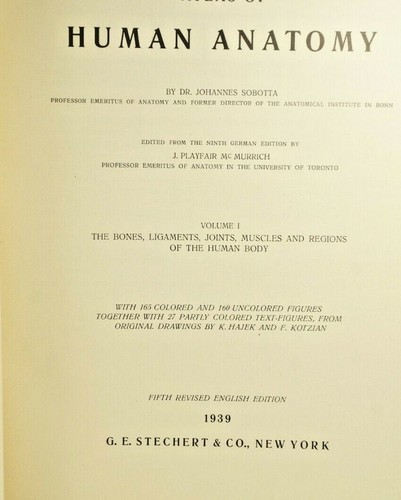 ATLAS OF
HUMAN ANATOMY
BY DR. JOHANNES SOBOTTA
PROFESSOR EMERITUS OF ANATOMY AND FORMER DIRECTOR OF THE ANATOMICAL INSTITUTE IN BONN
EDITED FROM THE NINTH GERMAN EDITION BY
J. PLAYFAIR Mc MURRICH
PROFESSOR EMERITUS OF ANATOMY IN THE UNIVERSITY OF TORONTO
VOLUME I
THE BONES, LIGAMENTS, JOINTS, MUSCLES AND REGIONS
OF THE HUMAN BODY
WITH 165 COLORED AND 160 UNCOLORED FIGURES
TOGETHER WITH 27 PARTLY COLORED TEXT-FIGURES, FROM
ORIGINAL DRAWINGS BY K. HAJEK AND F. KOTZIAN
FIFTH REVISED ENGLISH EDITION
1939
G. E. STECHERT & CO., NEW YORK